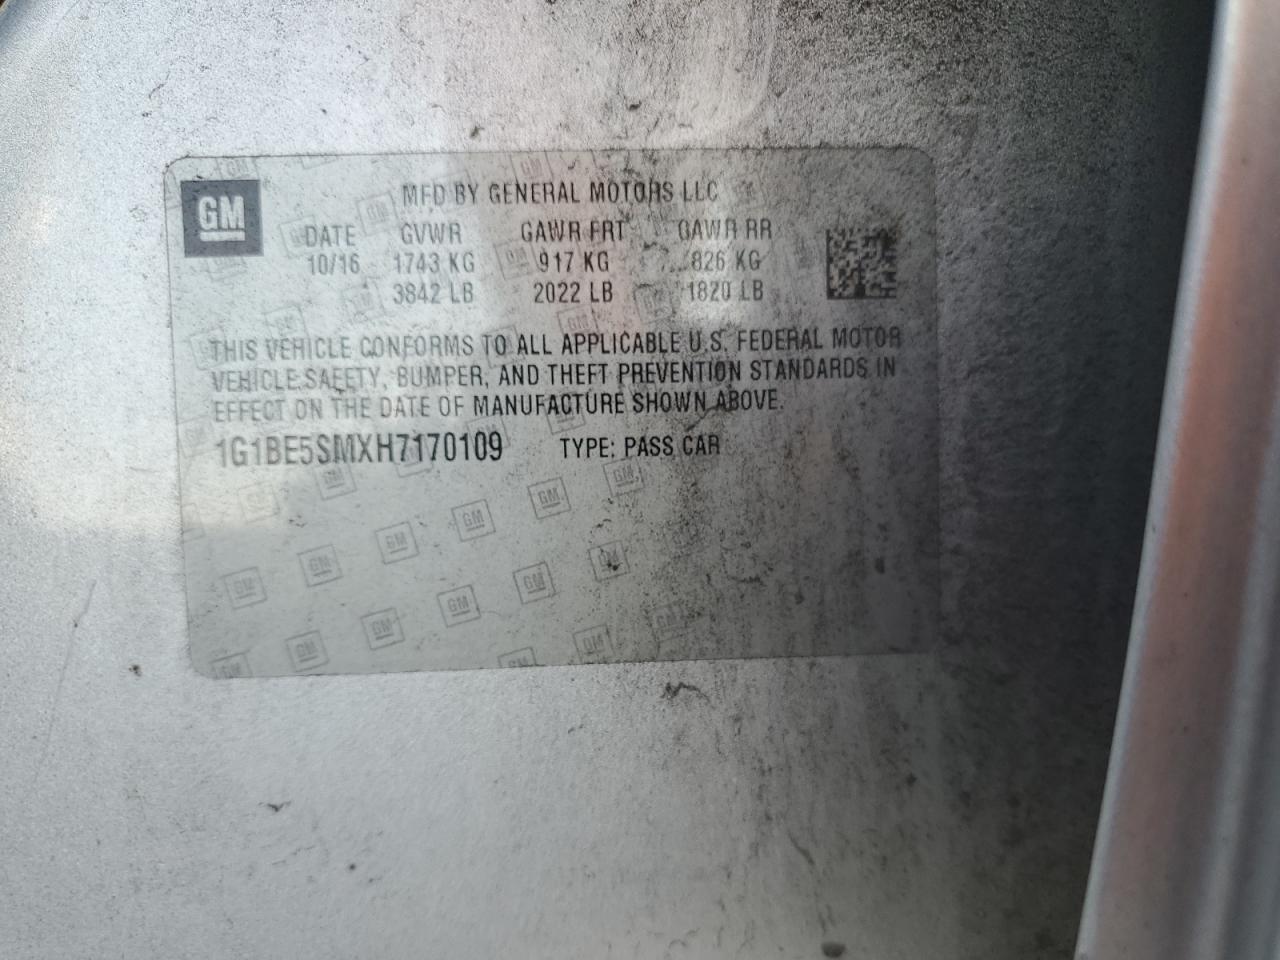 GM
MFD BY GENERAL MOTORS LLC
DATE GVWR GAWR FRT GAWR RR
10/16 1743 KG 917 KG 826 KG
3842 LB 2022 LB 1820 LB
THIS VEHICLE CONFORMS TO ALL APPLICABLE U.S. FEDERAL MOTOR
VEHICLE SAFETY, BUMPER, AND THEFT PREVENTION STANDARDS IN
EFFECT ON THE DATE OF MANUFACTURE SHOWN ABOVE.
1G1BE5SMXH7170109 TYPE: PASS CAR